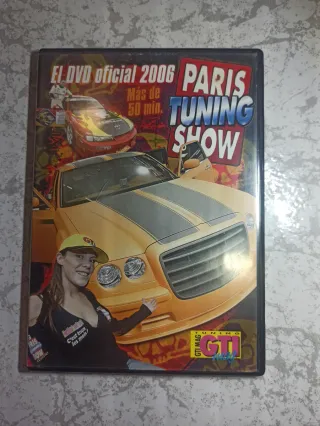 El DVD oficial 2006
Más de
50 min.
PARIS
TUNING
SHOW
TUNING
GTI